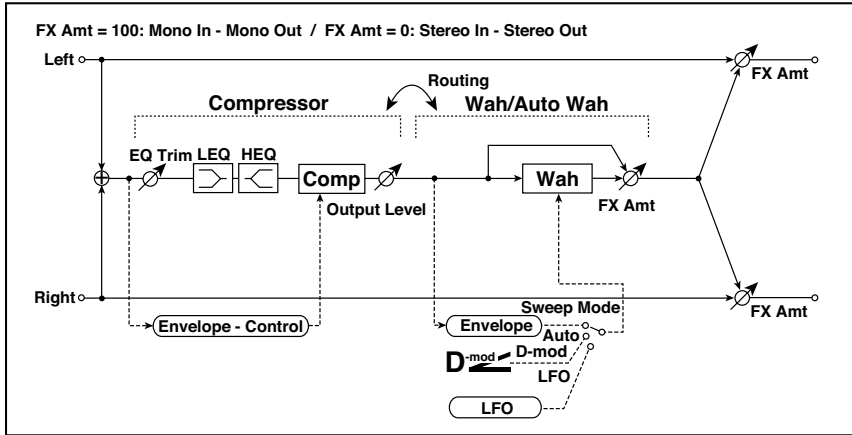 FX Amt = 100: Mono In - Mono Out / FX Amt = 0: Stereo In - Stereo Out
Left
FX Amt
Routing
Compressor
Wah/Auto Wah
EQ Trim
LEQ
HEQ
Comp
Output Level
Wah
FX Amt
Right
FX Amt
Sweep Mode
Envelope - Control
Envelope
Auto
D-mod
D-mod
LFO
LFO